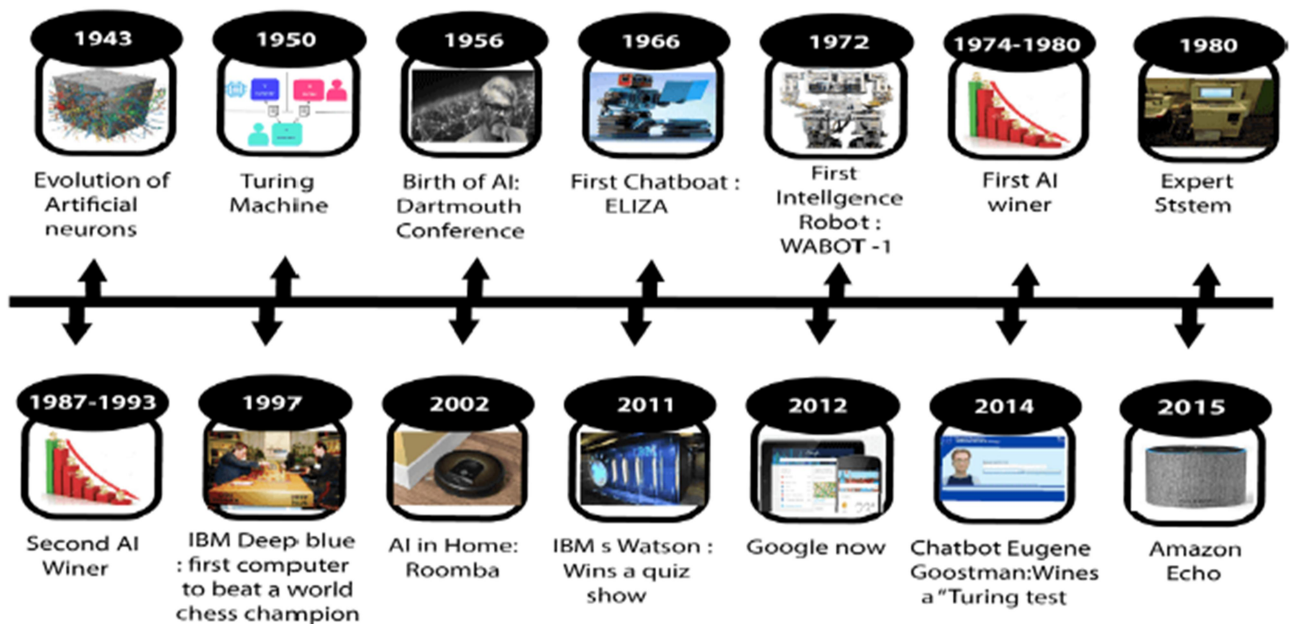 1943
Evolution of
Artificial
neurons
1950
Turing
Machine
1956
Birth of AI:
Dartmouth
Conference
1966
First Chatboat :
ELIZA
1972
First
Intellgence
Robot :
WABOT -1
1974-1980
First AI
winer
1980
Expert
Ststem
1987-1993
Second AI
Winer
1997
IBM Deep blue
: first computer
to beat a world
chess champion
2002
AI in Home:
Roomba
2011
IBM s Watson :
Wins a quiz
show
2012
Google now
2014
Chatbot Eugene
Goostman:Wines
a "Turing test
2015
Amazon
Echo